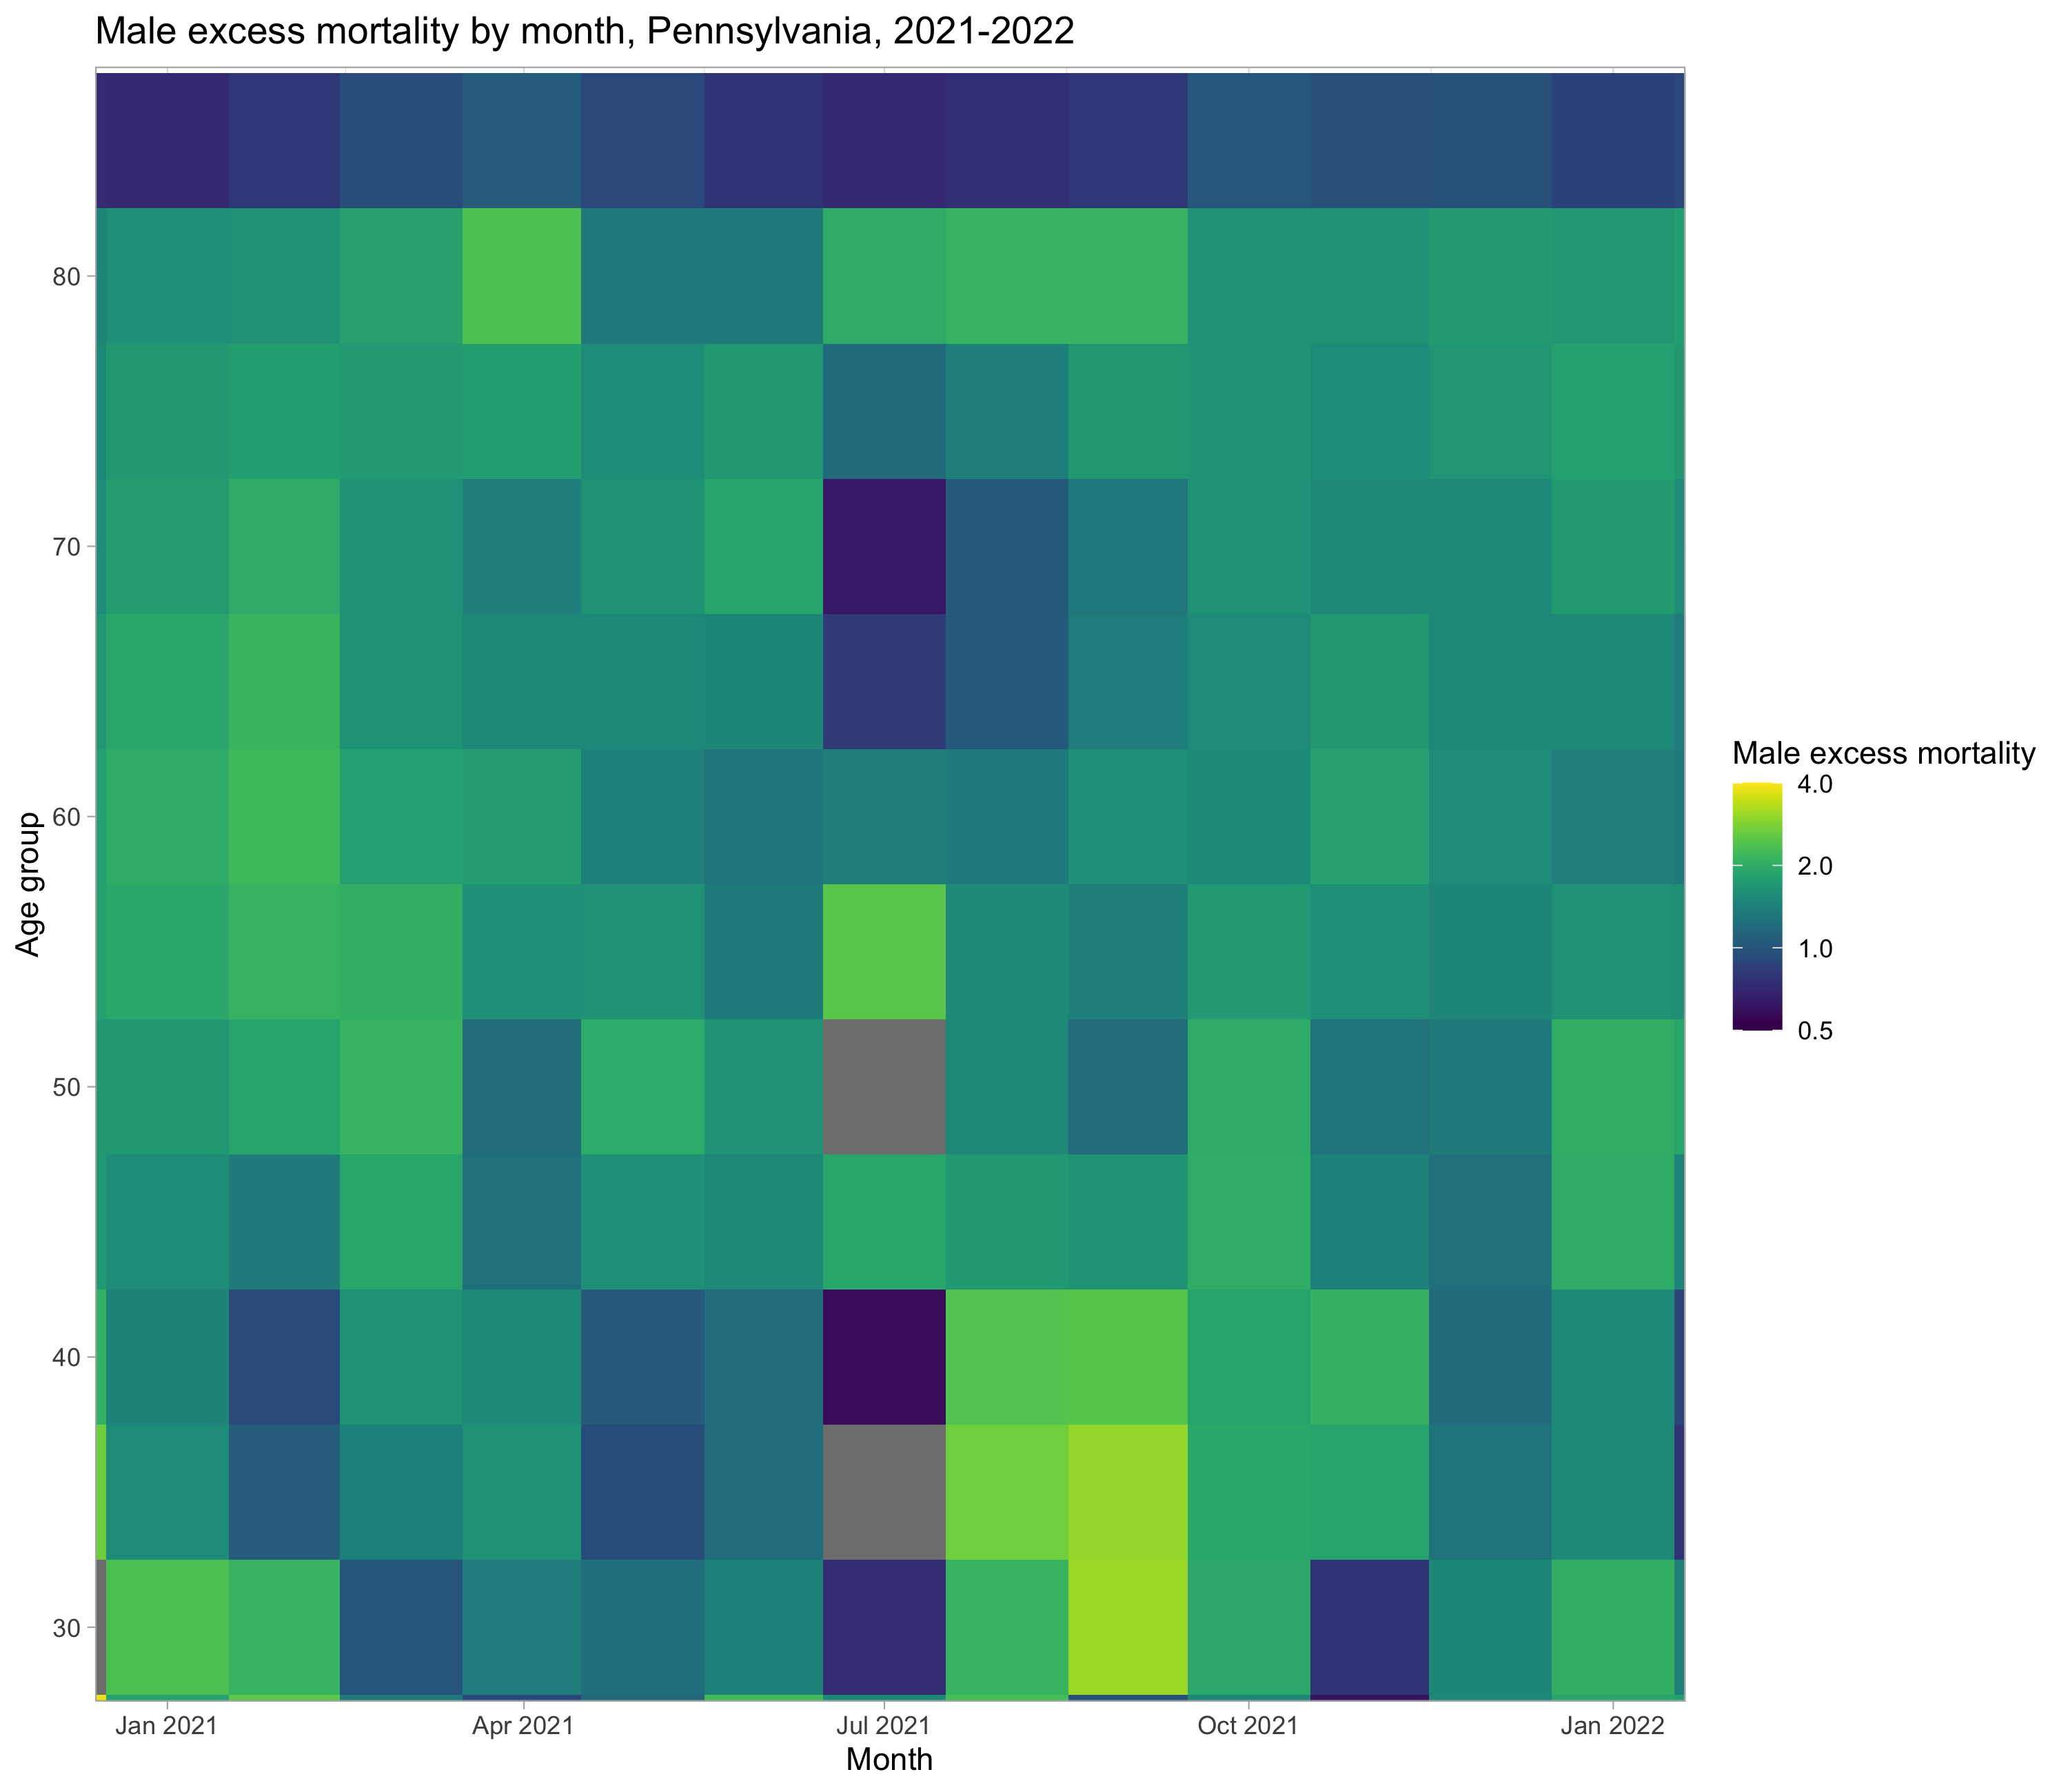 Male excess mortality by month, Pennsylvania, 2021-2022
80
70
60
50
40
30
Age group
Jan 2021
Apr 2021
Jul 2021
Oct 2021
Jan 2022
Month
Male excess mortality
4.0
2.0
1.0
0.5